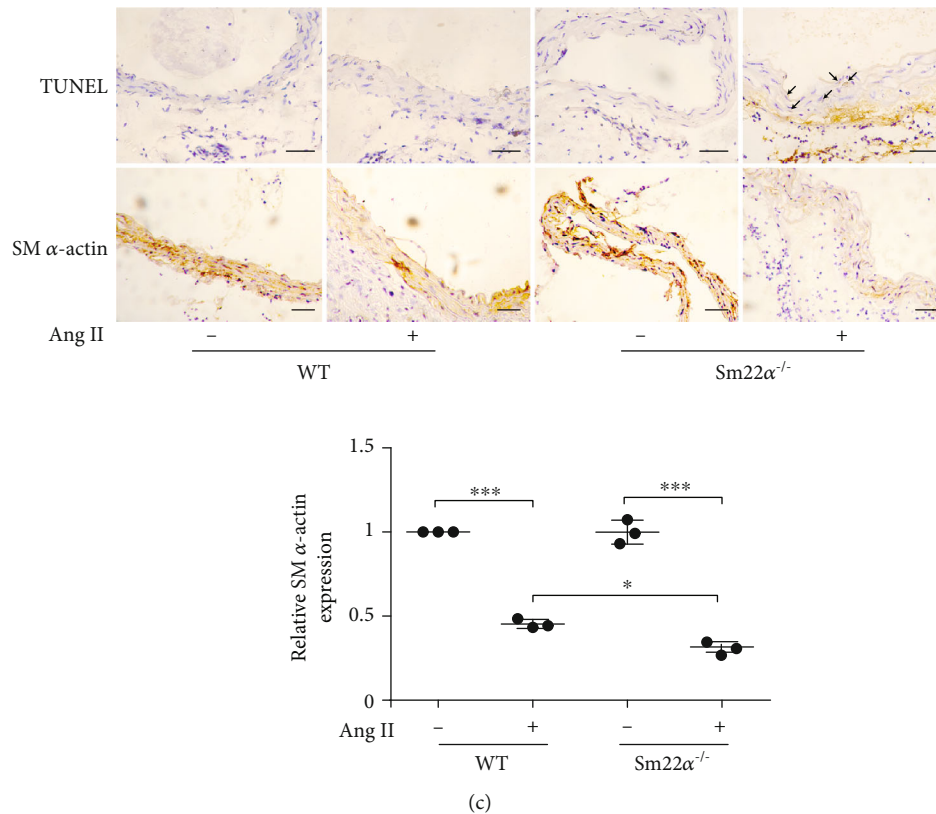 TUNEL
SM α-actin
Ang II – + – +
WT Sm22α-/-
1.5
***
***
1
*
0.5
0
Relative SM α-actin
expression
Ang II – + – +
WT Sm22α-/-
(c)